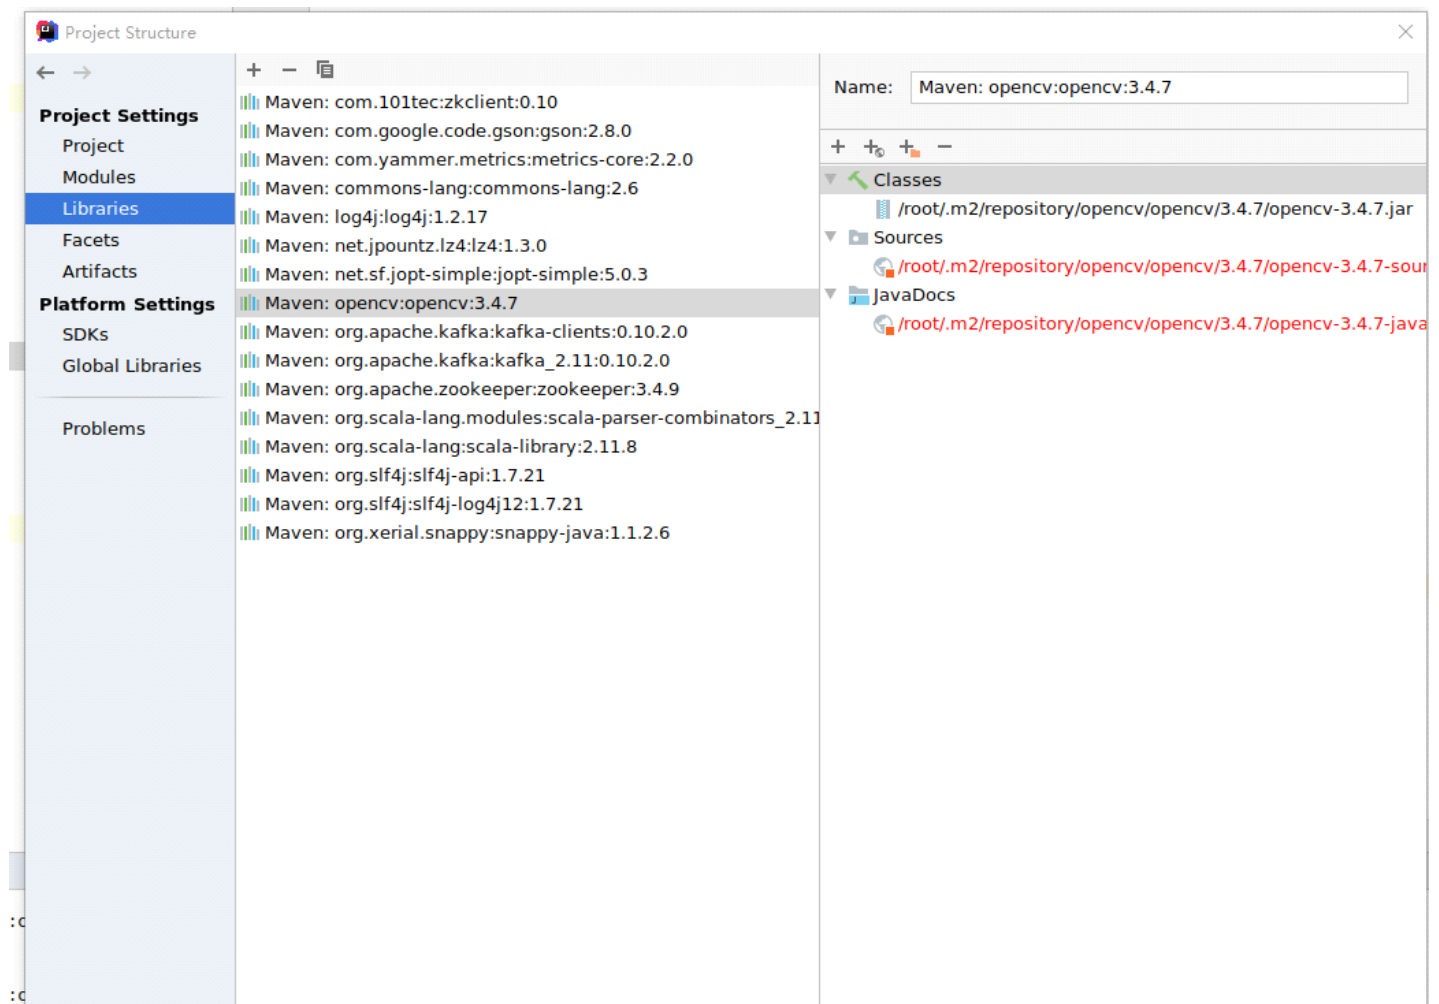 Project Structure
Project Settings
Project
Modules
Libraries
Facets
Artifacts
Platform Settings
SDKs
Global Libraries
Problems
Maven: com.101tec:zkclient:0.10
Maven: com.google.code.gson:gson:2.8.0
Maven: com.yammer.metrics:metrics-core:2.2.0
Maven: commons-lang:commons-lang:2.6
Maven: log4j:log4j:1.2.17
Maven: net.jpountz.lz4:lz4:1.3.0
Maven: net.sf.jopt-simple:jopt-simple:5.0.3
Maven: opencv:opencv:3.4.7
Maven: org.apache.kafka:kafka-clients:0.10.2.0
Maven: org.apache.kafka:kafka_2.11:0.10.2.0
Maven: org.apache.zookeeper:zookeeper:3.4.9
Maven: org.scala-lang.modules:scala-parser-combinators_2.11
Maven: org.scala-lang:scala-library:2.11.8
Maven: org.slf4j:slf4j-api:1.7.21
Maven: org.slf4j:slf4j-log4j12:1.7.21
Maven: org.xerial.snappy:snappy-java:1.1.2.6
Name: Maven: opencv:opencv:3.4.7
Classes
/root/.m2/repository/opencv/opencv/3.4.7/opencv-3.4.7.jar
Sources
/root/.m2/repository/opencv/opencv/3.4.7/opencv-3.4.7-sour
JavaDocs
/root/.m2/repository/opencv/opencv/3.4.7/opencv-3.4.7-java